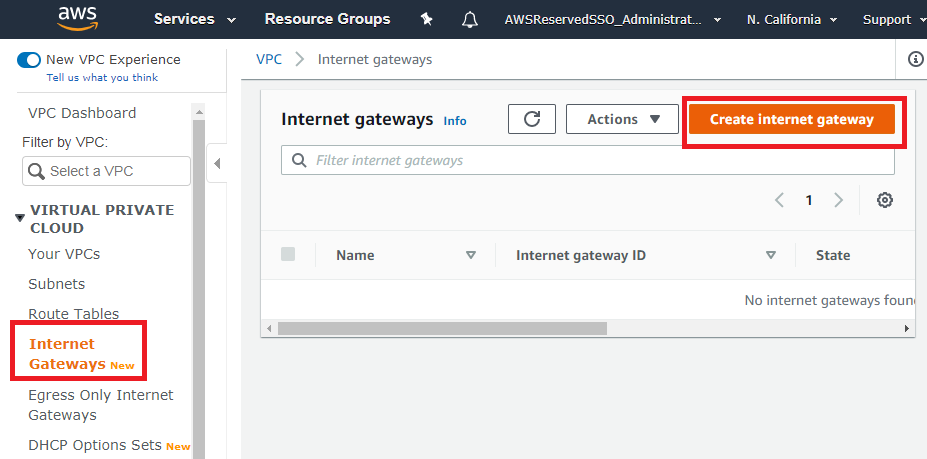 aws
Services
Resource Groups
AWSReservedSSO_Administrat...
N. California
Support
New VPC Experience
Tell us what you think
VPC Dashboard
Filter by VPC:
Select a VPC
VIRTUAL PRIVATE
CLOUD
Your VPCs
Subnets
Route Tables
Internet
Gateways New
Egress Only Internet
Gateways
DHCP Options Sets New
VPC
Internet gateways
Internet gateways Info
Actions
Create internet gateway
Filter internet gateways
1
Name
Internet gateway ID
State
No internet gateways foun